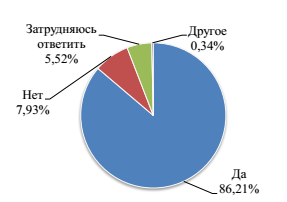 Затрудняюсь
ответить
5,52%
Другое
0,34%
Нет
7,93%
Да
86,21%